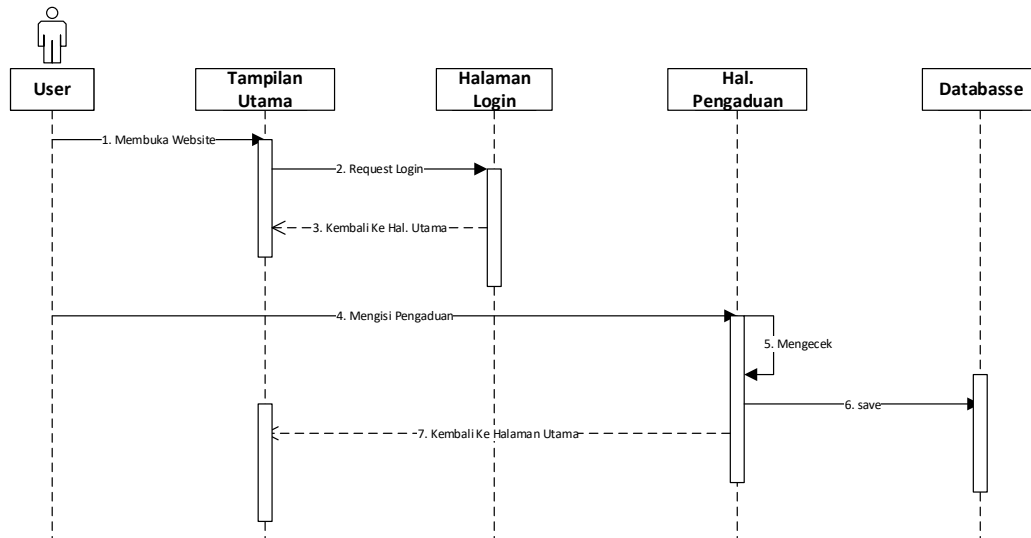 User
Tampilan
Utama
Halaman
Login
Hal.
Pengaduan
Databasse
1. Membuka Website
2. Request Login
3. Kembali Ke Hal. Utama
4. Mengisi Pengaduan
5. Mengecek
6. save
7. Kembali Ke Halaman Utama